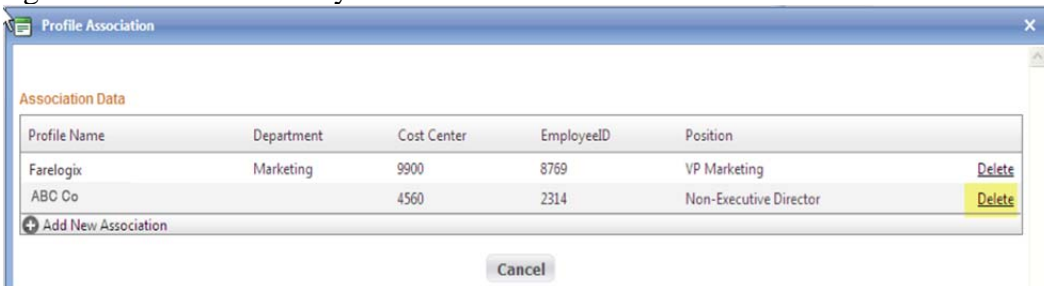 Profile Association
Association Data
Profile Name Department Cost Center EmployeeID Position
Farelogix Marketing 9900 8769 VP Marketing Delete
ABC Co 4560 2314 Non-Executive Director Delete
Add New Association
Cancel